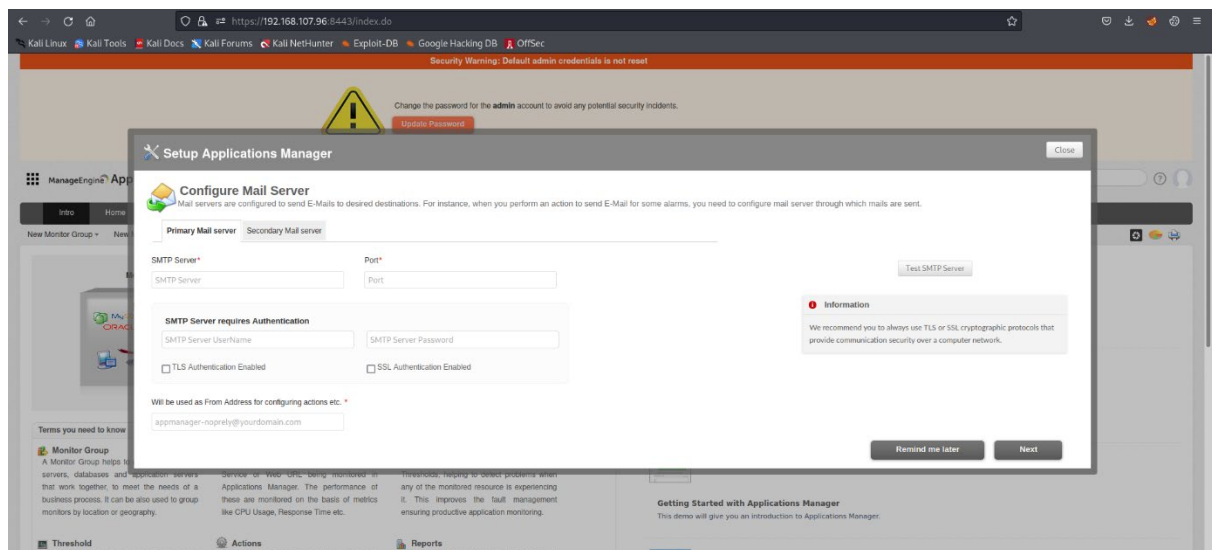 https://192.168.107.96:8443/index.do
Kali Linux Kali Tools Kali Docs Kali Forums Kali NetHunter Exploit-DB Google Hacking DB OffSec
Security Warning: Default admin credentials is not reset
Change the password for the admin account to avoid any potential security incidents.
Update Password
Setup Applications Manager
Close
ManageEngine App
Intro Home
New Monitor Group New
Configure Mail Server
Mail servers are configured to send E-Mails to desired destinations. For instance, when you perform an action to send E-Mail for some alarms, you need to configure mail server through which mails are sent.
Primary Mail server Secondary Mail server
SMTP Server* Port*
SMTP Server Port
Test SMTP Server
SMTP Server requires Authentication
SMTP Server UserName SMTP Server Password
TLS Authentication Enabled SSL Authentication Enabled
Information
We recommend you to always use TLS or SSL cryptographic protocols that
provide communication security over a computer network.
Will be used as From Address for configuring actions etc. *
appmanager-noprely@yourdomain.com
Remind me later Next
Terms you need to know
Monitor Group
A Monitor Group helps to
servers, databases and application servers
that work together, to meet the needs of a
business process. It can be also used to group
monitors by location or geography.
Service or Web URL being monitored in
Applications Manager. The performance of
these are monitored on the basis of metrics
like CPU Usage, Response Time etc.
Thresholds, helping to detect problems when
any of the monitored resource is experiencing
it. This improves the fault management
ensuring productive application monitoring.
Getting Started with Applications Manager
This demo will give you an introduction to Applications Manager.
Threshold Actions Reports